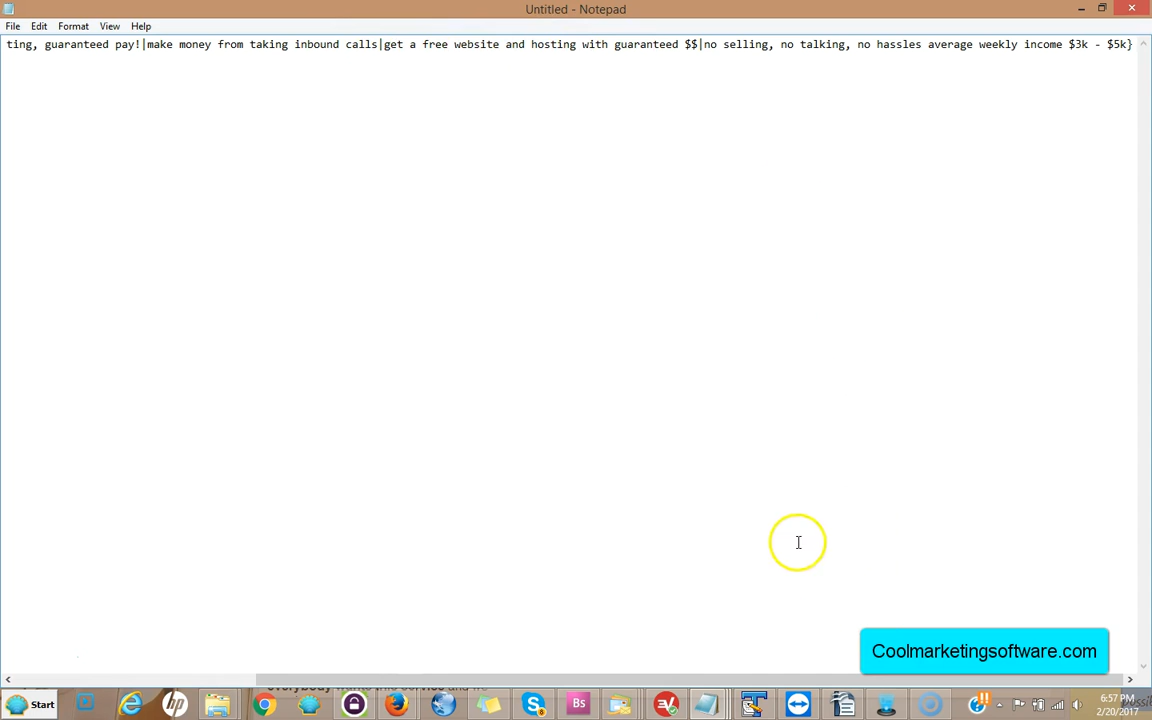 Untitled - Notepad
File Edit Format View Help
ting, guaranteed pay!|make money from taking inbound calls|get a free website and hosting with guaranteed $$|no selling, no talking, no hassles average weekly income $3k - $5k}
Coolmarketingsoftware.com
Start
hp
Bs
6:57 PM
2/20/2017